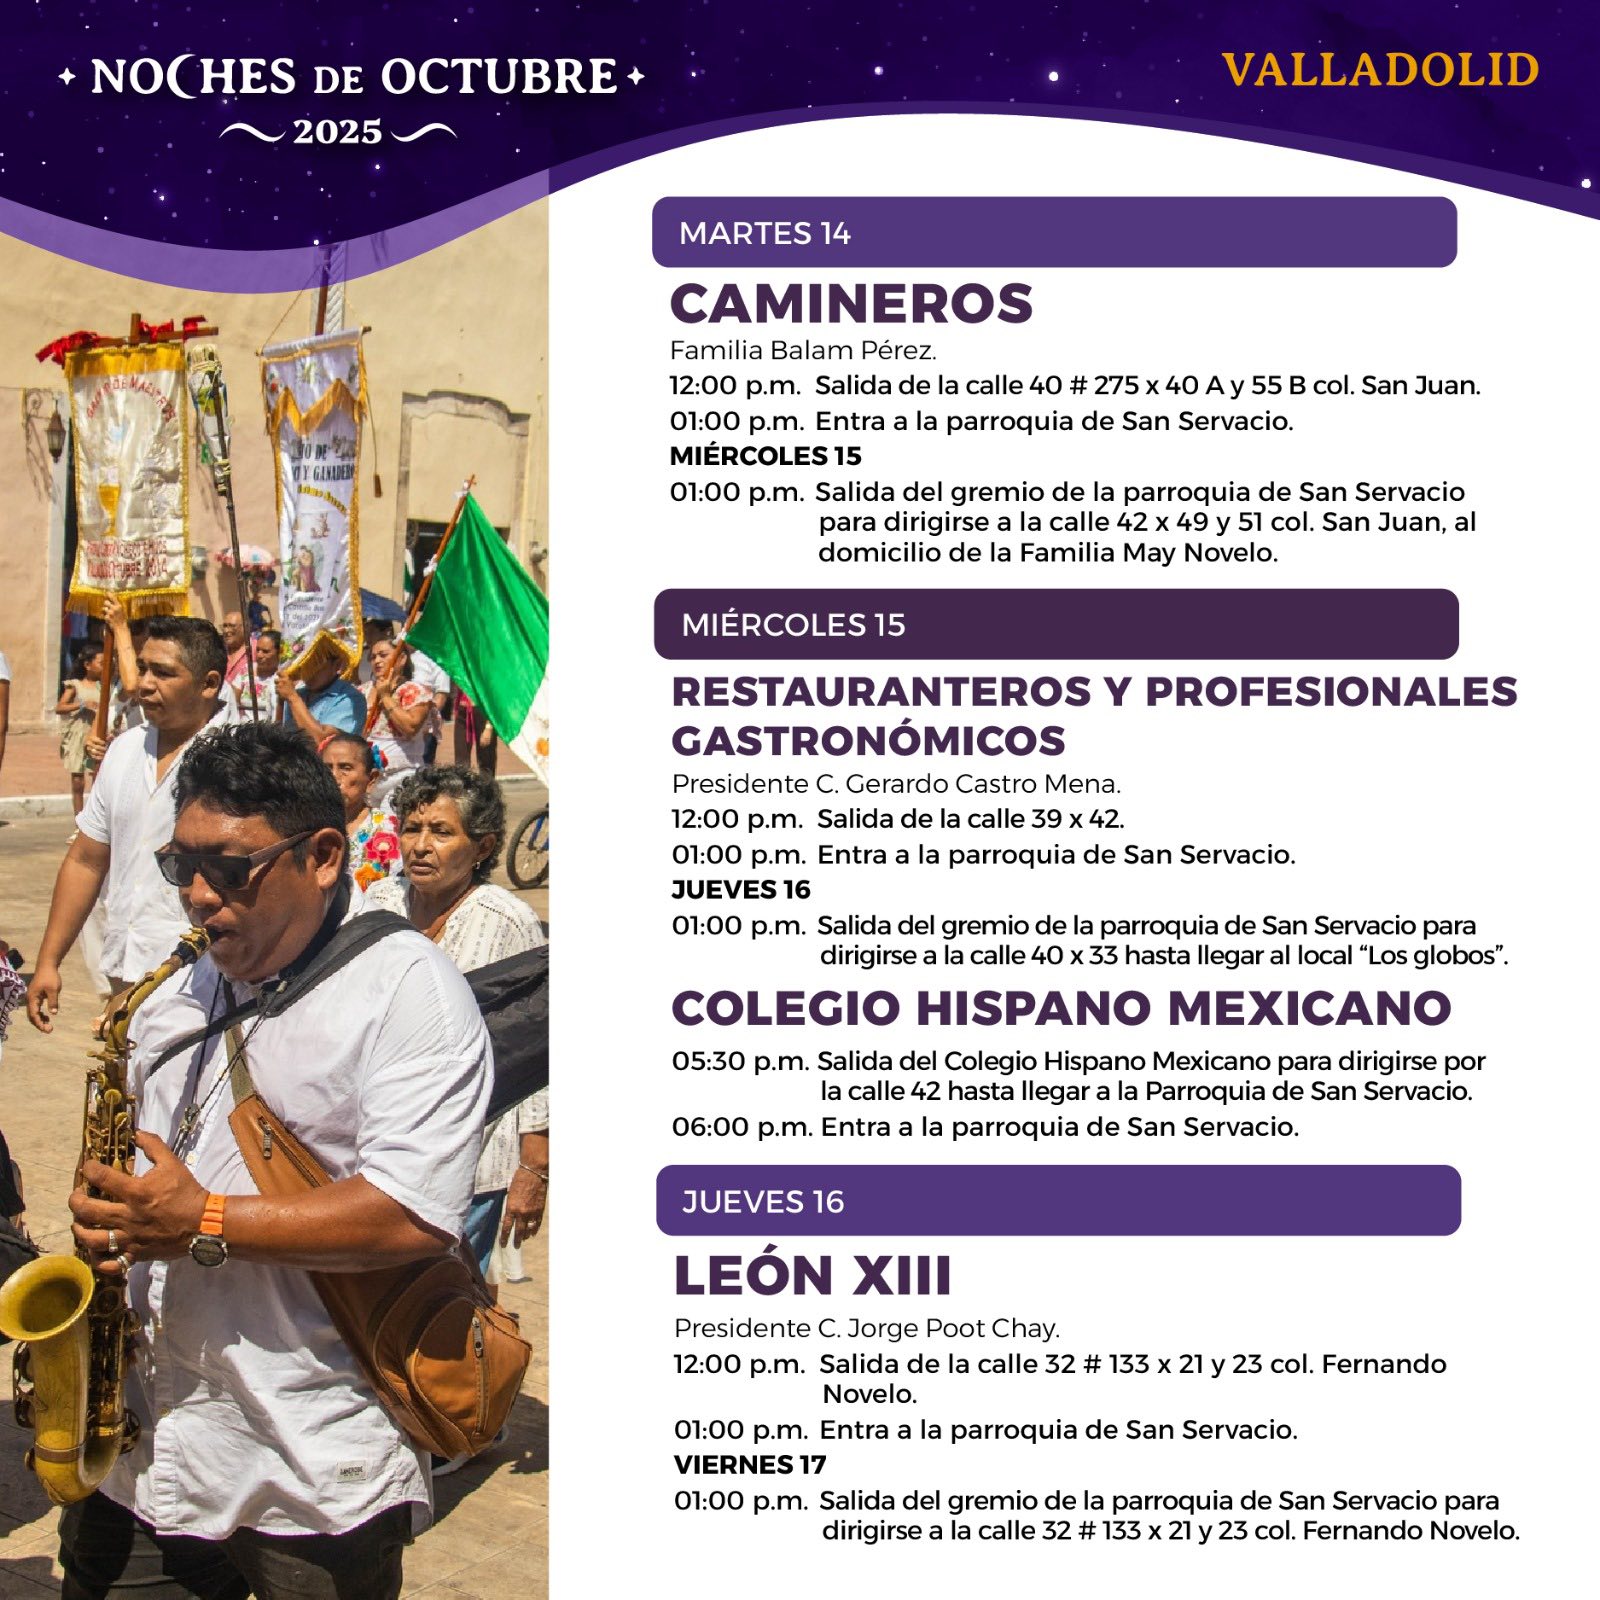 NOCHES DE OCTUBRE
2025
VALLADOLID
MARTES 14
CAMINEROS
Familia Balam Pérez.
12:00 p.m. Salida de la calle 40 # 275 x 40 A y 55 B col. San Juan.
01:00 p.m. Entra a la parroquia de San Servacio.
MIÉRCOLES 15
01:00 p.m. Salida del gremio de la parroquia de San Servacio
para dirigirse a la calle 42 x 49 y 51 col. San Juan, al
domicilio de la Familia May Novelo.
MIÉRCOLES 15
RESTAURANTEROS Y PROFESIONALES
GASTRONÓMICOS
Presidente C. Gerardo Castro Mena.
12:00 p.m. Salida de la calle 39 x 42.
01:00 p.m. Entra a la parroquia de San Servacio.
JUEVES 16
01:00 p.m. Salida del gremio de la parroquia de San Servacio para
dirigirse a la calle 40 x 33 hasta llegar al local “Los globos”.
COLEGIO HISPANO MEXICANO
05:30 p.m. Salida del Colegio Hispano Mexicano para dirigirse por
la calle 42 hasta llegar a la Parroquia de San Servacio.
06:00 p.m. Entra a la parroquia de San Servacio.
JUEVES 16
LEÓN XIII
Presidente C. Jorge Poot Chay.
12:00 p.m. Salida de la calle 32 # 133 x 21 y 23 col. Fernando
Novelo.
01:00 p.m. Entra a la parroquia de San Servacio.
VIERNES 17
01:00 p.m. Salida del gremio de la parroquia de San Servacio para
dirigirse a la calle 32 # 133 x 21 y 23 col. Fernando Novelo.
DE MAESTROS
DE
Y GANADER